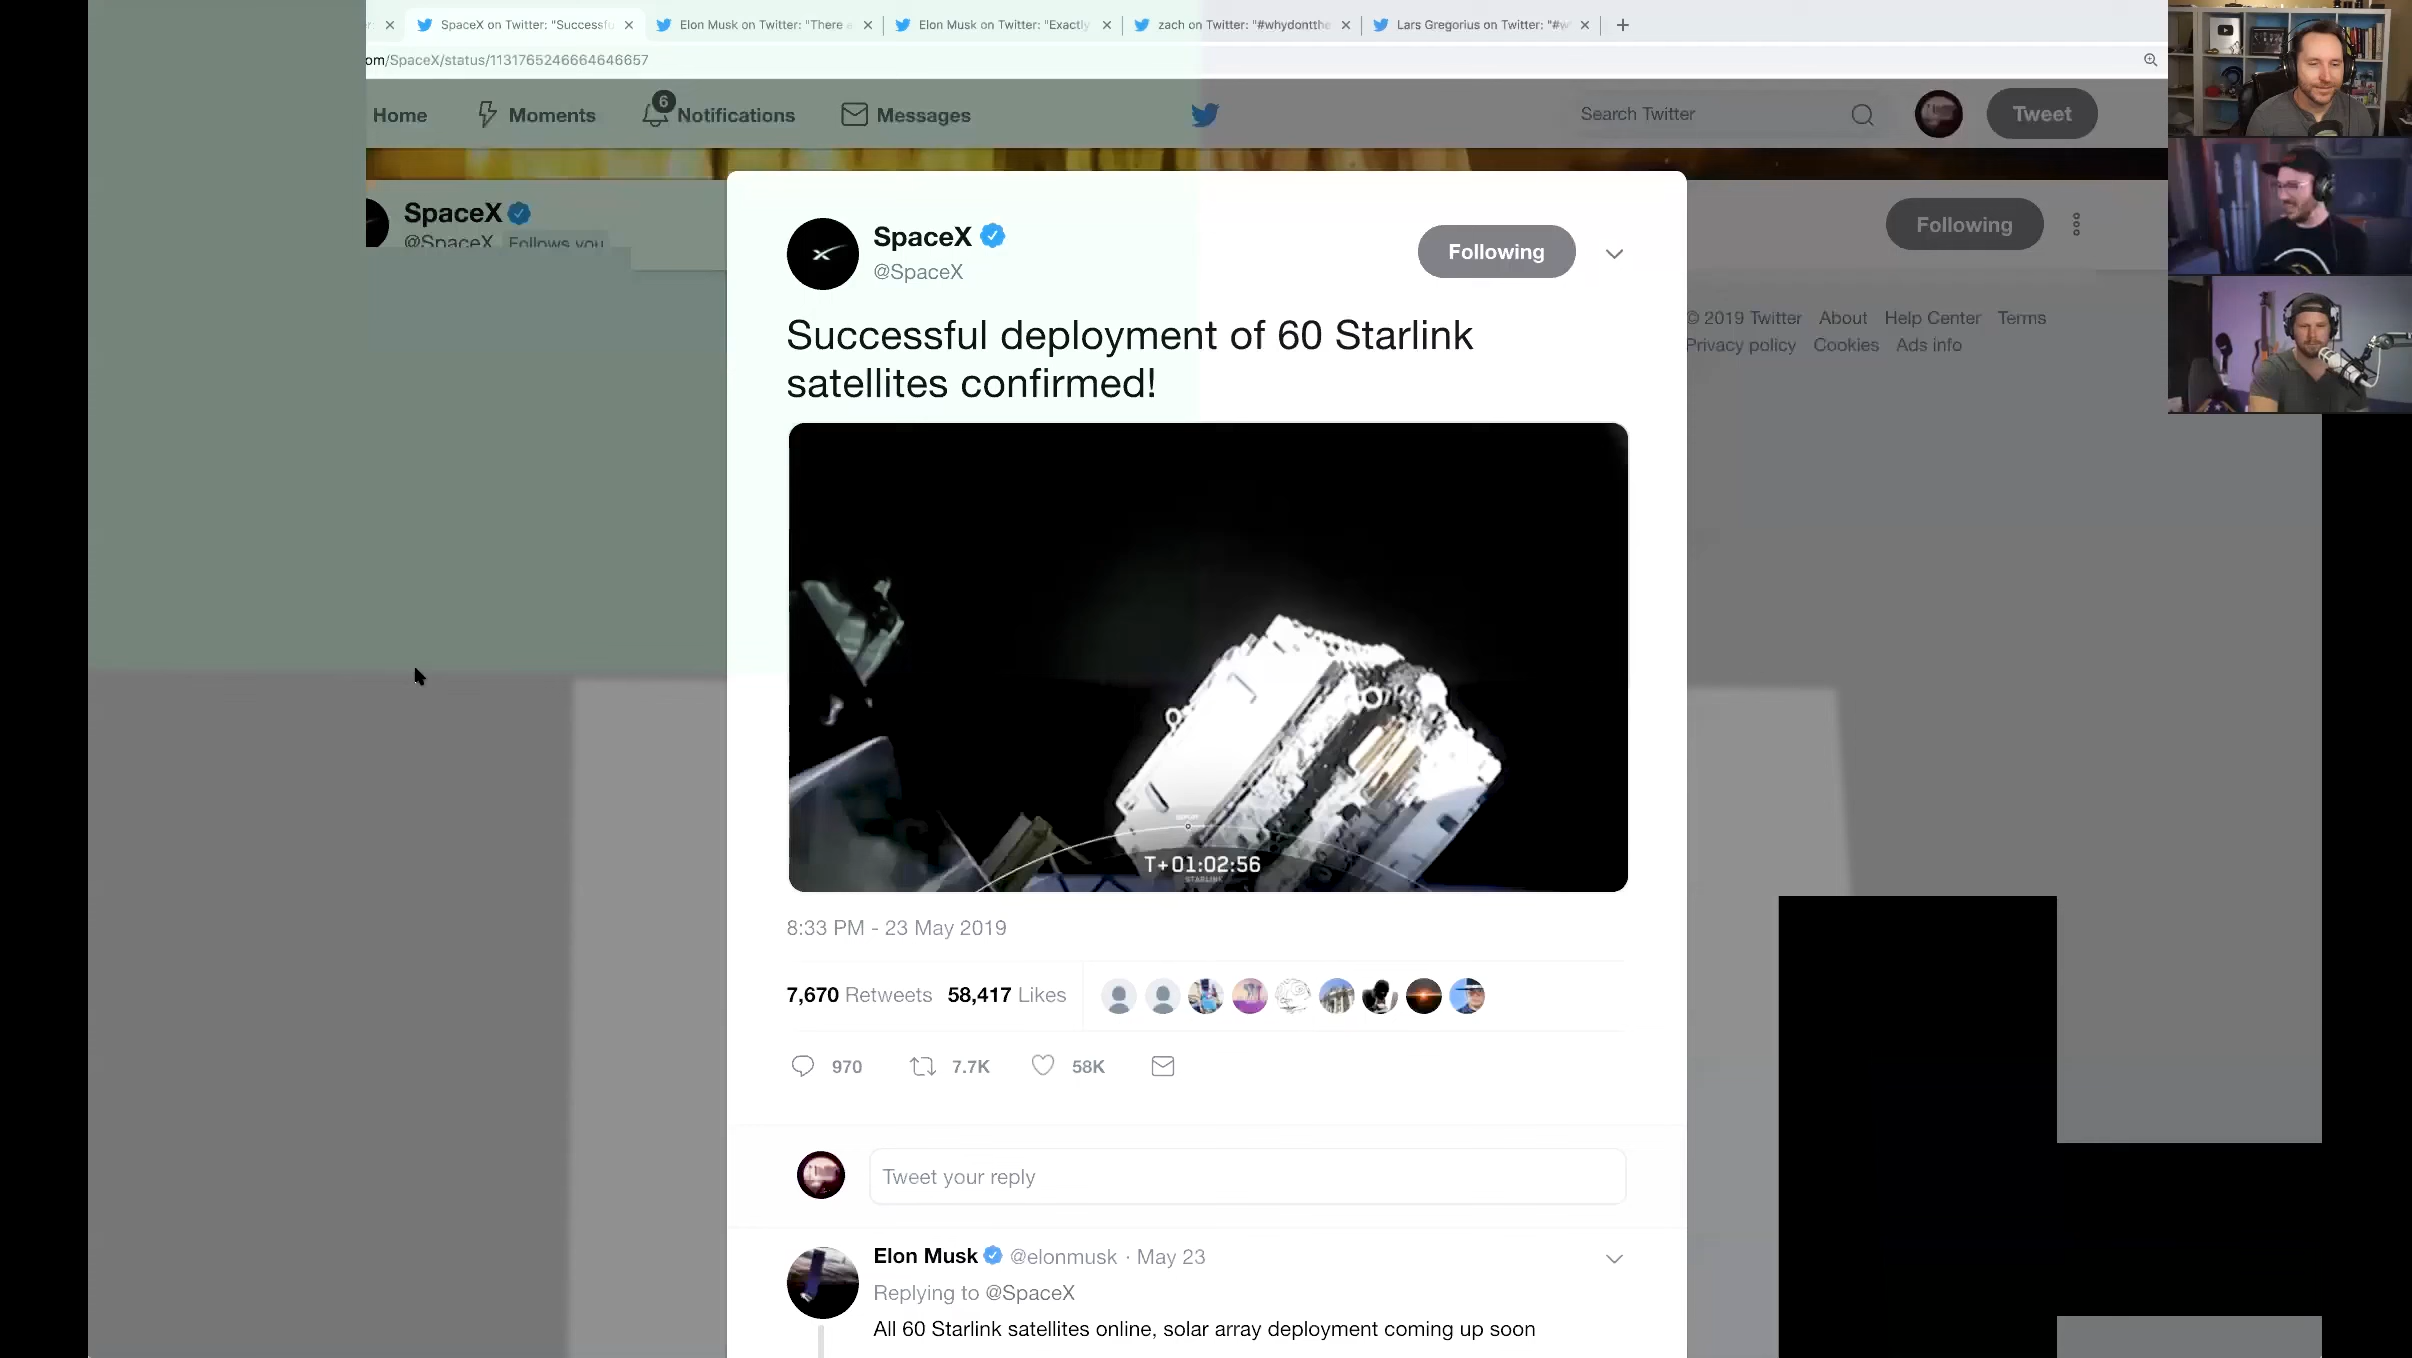 SpaceX on Twitter: "Successfu
Elon Musk on Twitter: "There a
Elon Musk on Twitter: "Exactly
zach on Twitter: "#whydontthe
Lars Gregorius on Twitter: "#w
om/SpaceX/status/1131765246664646657
Home
Moments
6
Notifications
Messages
Search Twitter
Tweet
SpaceX
@SpaceX Follows you
Following
SpaceX
@SpaceX
Following
© 2019 Twitter About Help Center Terms
Privacy policy Cookies Ads info
Successful deployment of 60 Starlink
satellites confirmed!
DEPLOY
T+01:02:56
STARLINK
8:33 PM - 23 May 2019
7,670 Retweets 58,417 Likes
970 7.7K 58K
Tweet your reply
Elon Musk @elonmusk · May 23
Replying to @SpaceX
All 60 Starlink satellites online, solar array deployment coming up soon